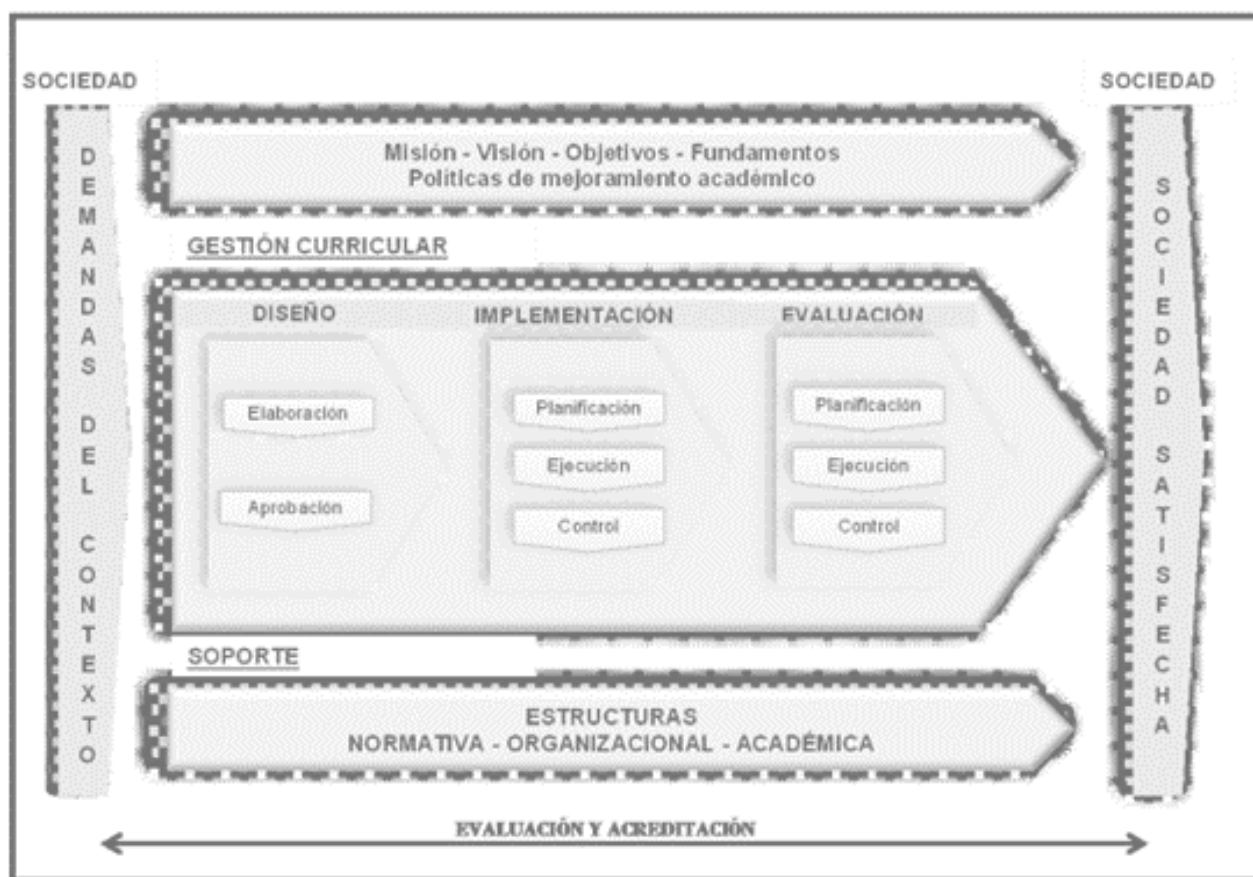 SOCIEDAD
SOCIEDAD
DEMANDAS DEL CONTEXTO
Misión - Visión - Objetivos - Fundamentos
Políticas de mejoramiento académico
GESTIÓN CURRICULAR
DISEÑO
Elaboración
Aprobación
IMPLEMENTACIÓN
Planificación
Ejecución
Control
EVALUACIÓN
Planificación
Ejecución
Control
SOPORTE
ESTRUCTURAS
NORMATIVA - ORGANIZACIONAL - ACADÉMICA
SOCIEDAD SATISFECHA
EVALUACIÓN Y ACREDITACIÓN